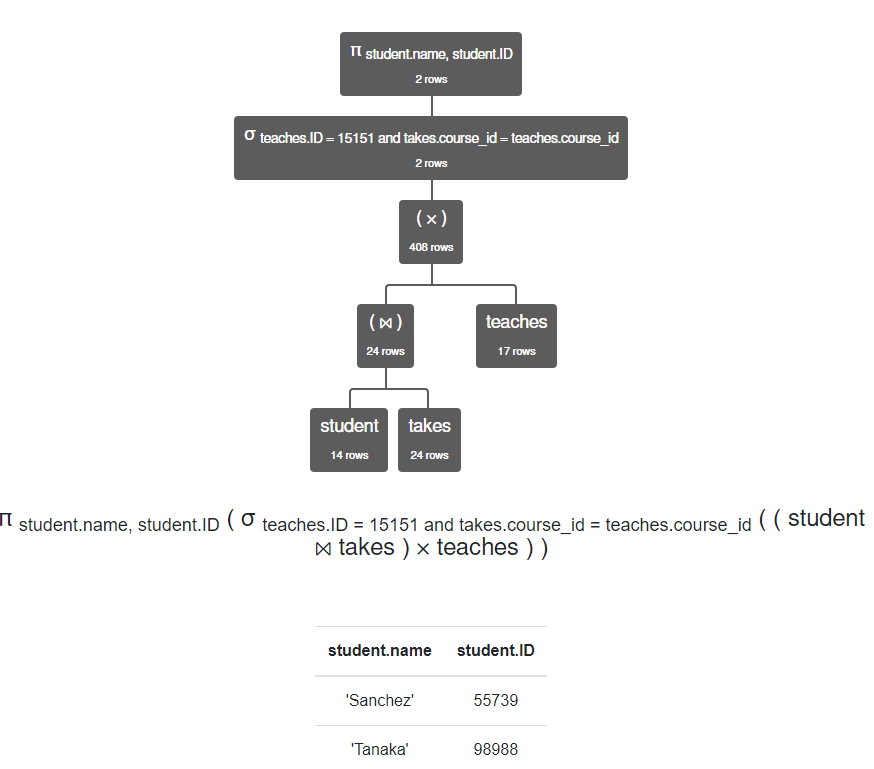 π student.name, student.ID
2 rows
σ teaches.ID = 15151 and takes.course_id = teaches.course_id
2 rows
( × )
408 rows
( ⋈ )
24 rows
teaches
17 rows
student
14 rows
takes
24 rows
π student.name, student.ID ( σ teaches.ID = 15151 and takes.course_id = teaches.course_id ( ( student
⋈ takes ) × teaches ) )
student.name student.ID
'Sanchez' 55739
'Tanaka' 98988